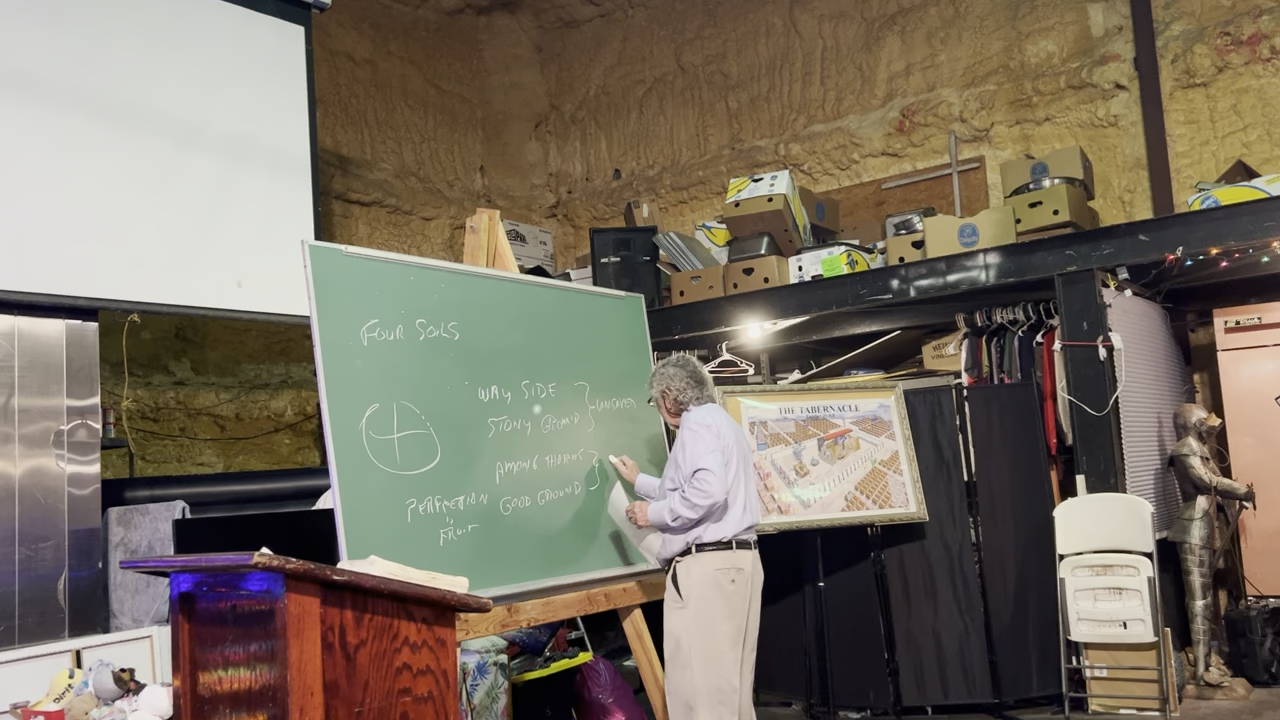 FOUR SOILS
WAY SIDE
STONY GROUND
UNSAVED
AMONG THORNS
PERFECTION
GOOD GROUND
FRUIT
THE TABERNACLE